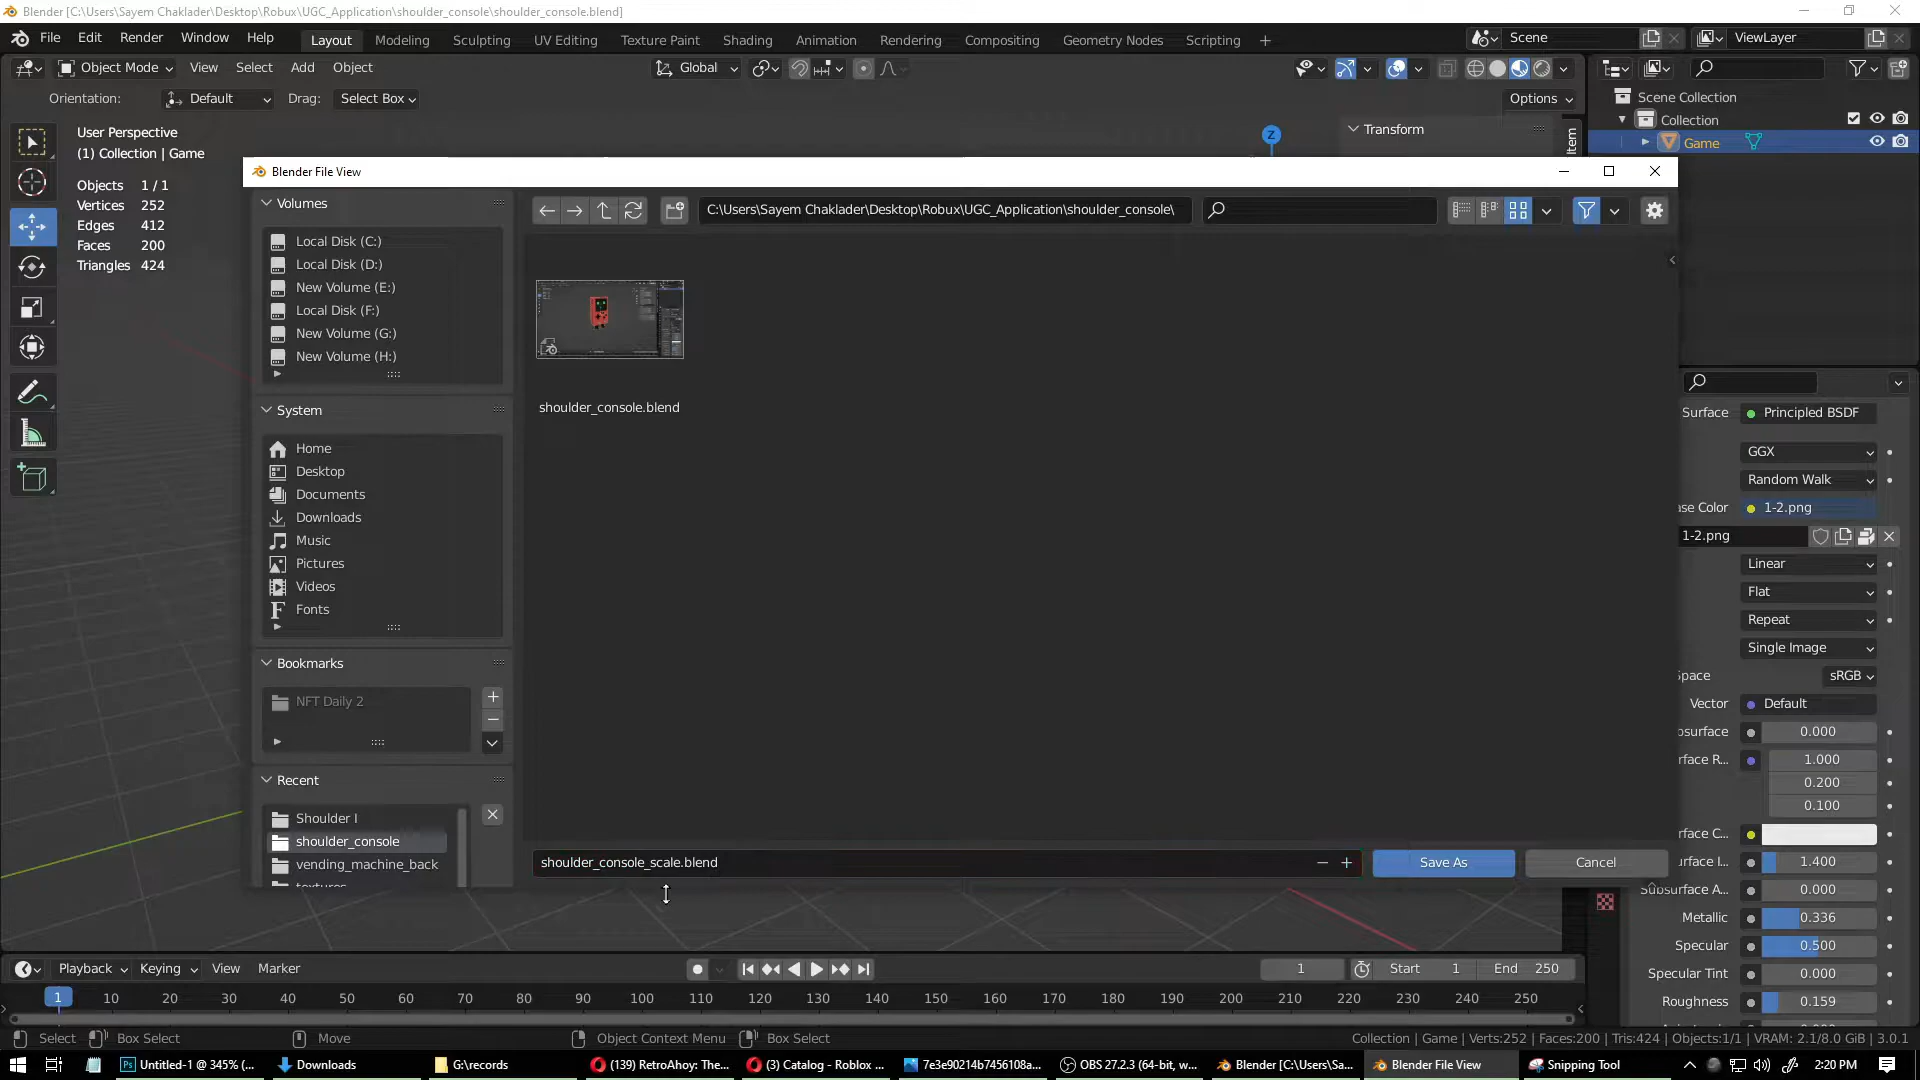 Blender [C:\Users\Sayem Chaklader\Desktop\Robux\UGC_Application\shoulder_console\shoulder_console.blend]
File Edit Render Window Help Layout Modeling Sculpting UV Editing Texture Paint Shading Animation Rendering Compositing Geometry Nodes Scripting + Scene ViewLayer
Object Mode View Select Add Object Global
Orientation: Default Drag: Select Box Options
Scene Collection
Collection
Game
User Perspective
(1) Collection | Game
Objects 1 / 1
Vertices 252
Edges 412
Faces 200
Triangles 424
Z
Transform
Item
Blender File View
Volumes
Local Disk (C:)
Local Disk (D:)
New Volume (E:)
Local Disk (F:)
New Volume (G:)
New Volume (H:)
System
Home
Desktop
Documents
Downloads
Music
Pictures
Videos
Fonts
Bookmarks
NFT Daily 2
Recent
Shoulder I
shoulder_console
vending_machine_back
textures
C:\Users\Sayem Chaklader\Desktop\Robux\UGC_Application\shoulder_console\
shoulder_console.blend
shoulder_console_scale.blend
Save As
Cancel
Surface Principled BSDF
GGX
Random Walk
ase Color 1-2.png
1-2.png
Linear
Flat
Repeat
Single Image
Space sRGB
Vector Default
bsurface 0.000
rface R... 1.000
0.200
0.100
rface C...
urface I... 1.400
Subsurface A... 0.000
Metallic 0.336
Specular 0.500
Specular Tint 0.000
Roughness 0.159
Playback Keying View Marker 1 Start 1 End 250
1 10 20 30 40 50 60 70 80 90 100 110 120 130 140 150 160 170 180 190 200 210 220 230 240 250
Select Box Select Move Object Context Menu Box Select Collection | Game | Verts:252 | Faces:200 | Tris:424 | Objects:1/1 | VRAM: 2.1/8.0 GiB | 3.0.1
Untitled-1 @ 345% (... Downloads G:\records (139) RetroAhoy: The... (3) Catalog - Roblox ... 7e3e90214b7456108a... OBS 27.2.3 (64-bit, w... Blender [C:\Users\Sa... Blender File View Snipping Tool 2:20 PM